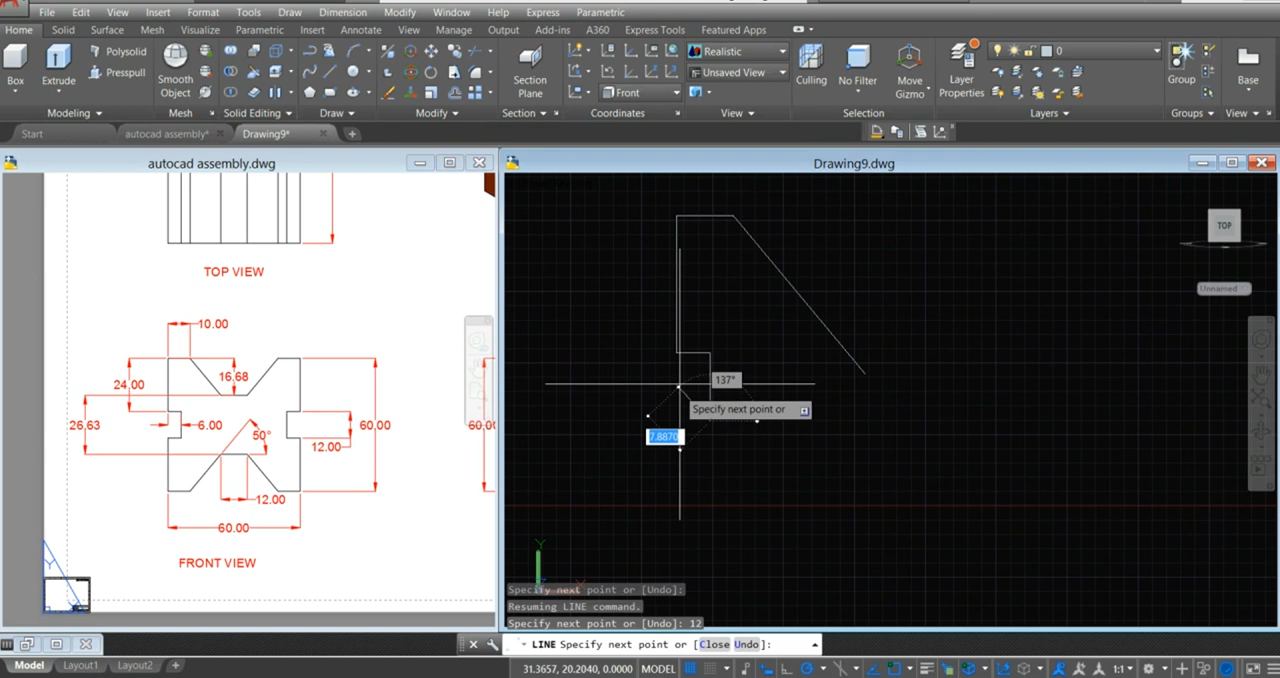 File Edit View Insert Format Tools Draw Dimension Modify Window Help Express Parametric
Home Solid Surface Mesh Visualize Parametric Insert Annotate View Manage Output Add-ins A360 Express Tools Featured Apps
Box Extrude Polysolid Presspull Smooth Object Section Plane Realistic Unsaved View Front Culling No Filter Move Gizmo Layer Properties 0 Group Base
Modeling Mesh Solid Editing Draw Modify Section Coordinates View Selection Layers Groups View
Start autocad assembly* Drawing9*
autocad assembly.dwg
TOP VIEW
10.00
24.00 16.68
26.63 6.00 50° 60.00 60.00
12.00
12.00
60.00
FRONT VIEW
Y
Drawing9.dwg
TOP
Unnamed
137°
Specify next point or
7.8870
Y
X
Specify next point or [Undo]:
Resuming LINE command.
Specify next point or [Undo]: 12
LINE Specify next point or [Close Undo]:
Model Layout1 Layout2 +
31.3657, 20.2040, 0.0000 MODEL 1:1